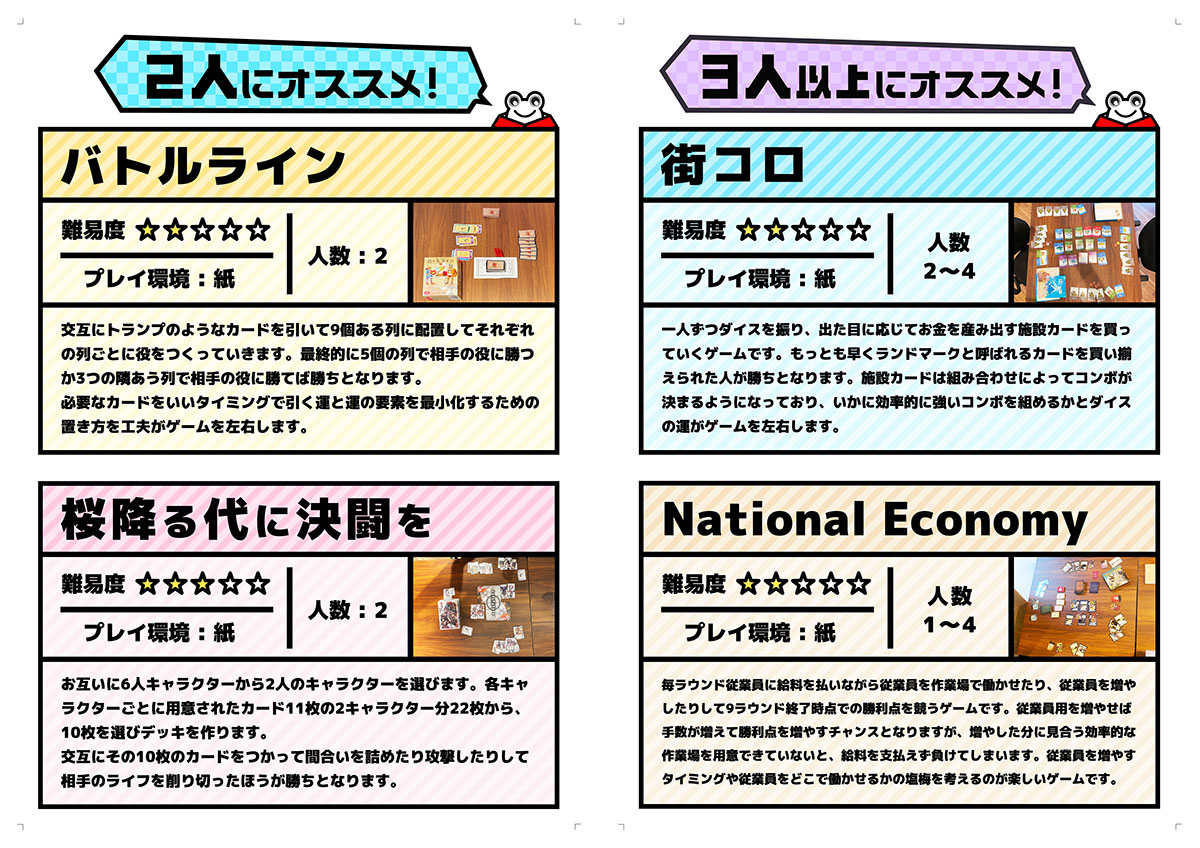 2人にオススメ!
バトルライン
難易度 ★★☆☆☆
プレイ環境：紙
人数：2
交互にトランプのようなカードを引いて9個ある列に配置してそれぞれ
の列ごとに役をつくっていきます。最終的に5個の列で相手の役に勝つ
か3つの隣あう列で相手の役に勝てば勝ちとなります。
必要なカードをいいタイミングで引く運と運の要素を最小化するための
置き方を工夫がゲームを左右します。
桜降る代に決闘を
難易度 ★★★☆☆
プレイ環境：紙
人数：2
お互いに6人キャラクターから2人のキャラクターを選びます。各キャ
ラクターごとに用意されたカード11枚の2キャラクター分22枚から、
10枚を選びデッキを作ります。
交互にその10枚のカードをつかって間合いを詰めたり攻撃したりして
相手のライフを削り切ったほうが勝ちとなります。
3人以上にオススメ!
街コロ
難易度 ★★☆☆☆
プレイ環境：紙
人数
2〜4
一人ずつダイスを振り、出た目に応じてお金を産み出す施設カードを買っ
ていくゲームです。もっとも早くランドマークと呼ばれるカードを買い揃
えられた人が勝ちとなります。施設カードは組み合わせによってコンボが
決まるようになっており、いかに効率的に強いコンボを組めるかとダイス
の運がゲームを左右します。
National Economy
難易度 ★★☆☆☆
プレイ環境：紙
人数
1〜4
毎ラウンド従業員に給料を払いながら従業員を作業場で働かせたり、従業員を増や
したりして9ラウンド終了時点での勝利点を競うゲームです。従業員用を増やせば
手数が増えて勝利点を増やすチャンスとなりますが、増やした分に見合う効率的な
作業場を用意できていないと、給料を支払えず負けてしまいます。従業員を増やす
タイミングや従業員をどこで働かせるかの塩梅を考えるのが楽しいゲームです。